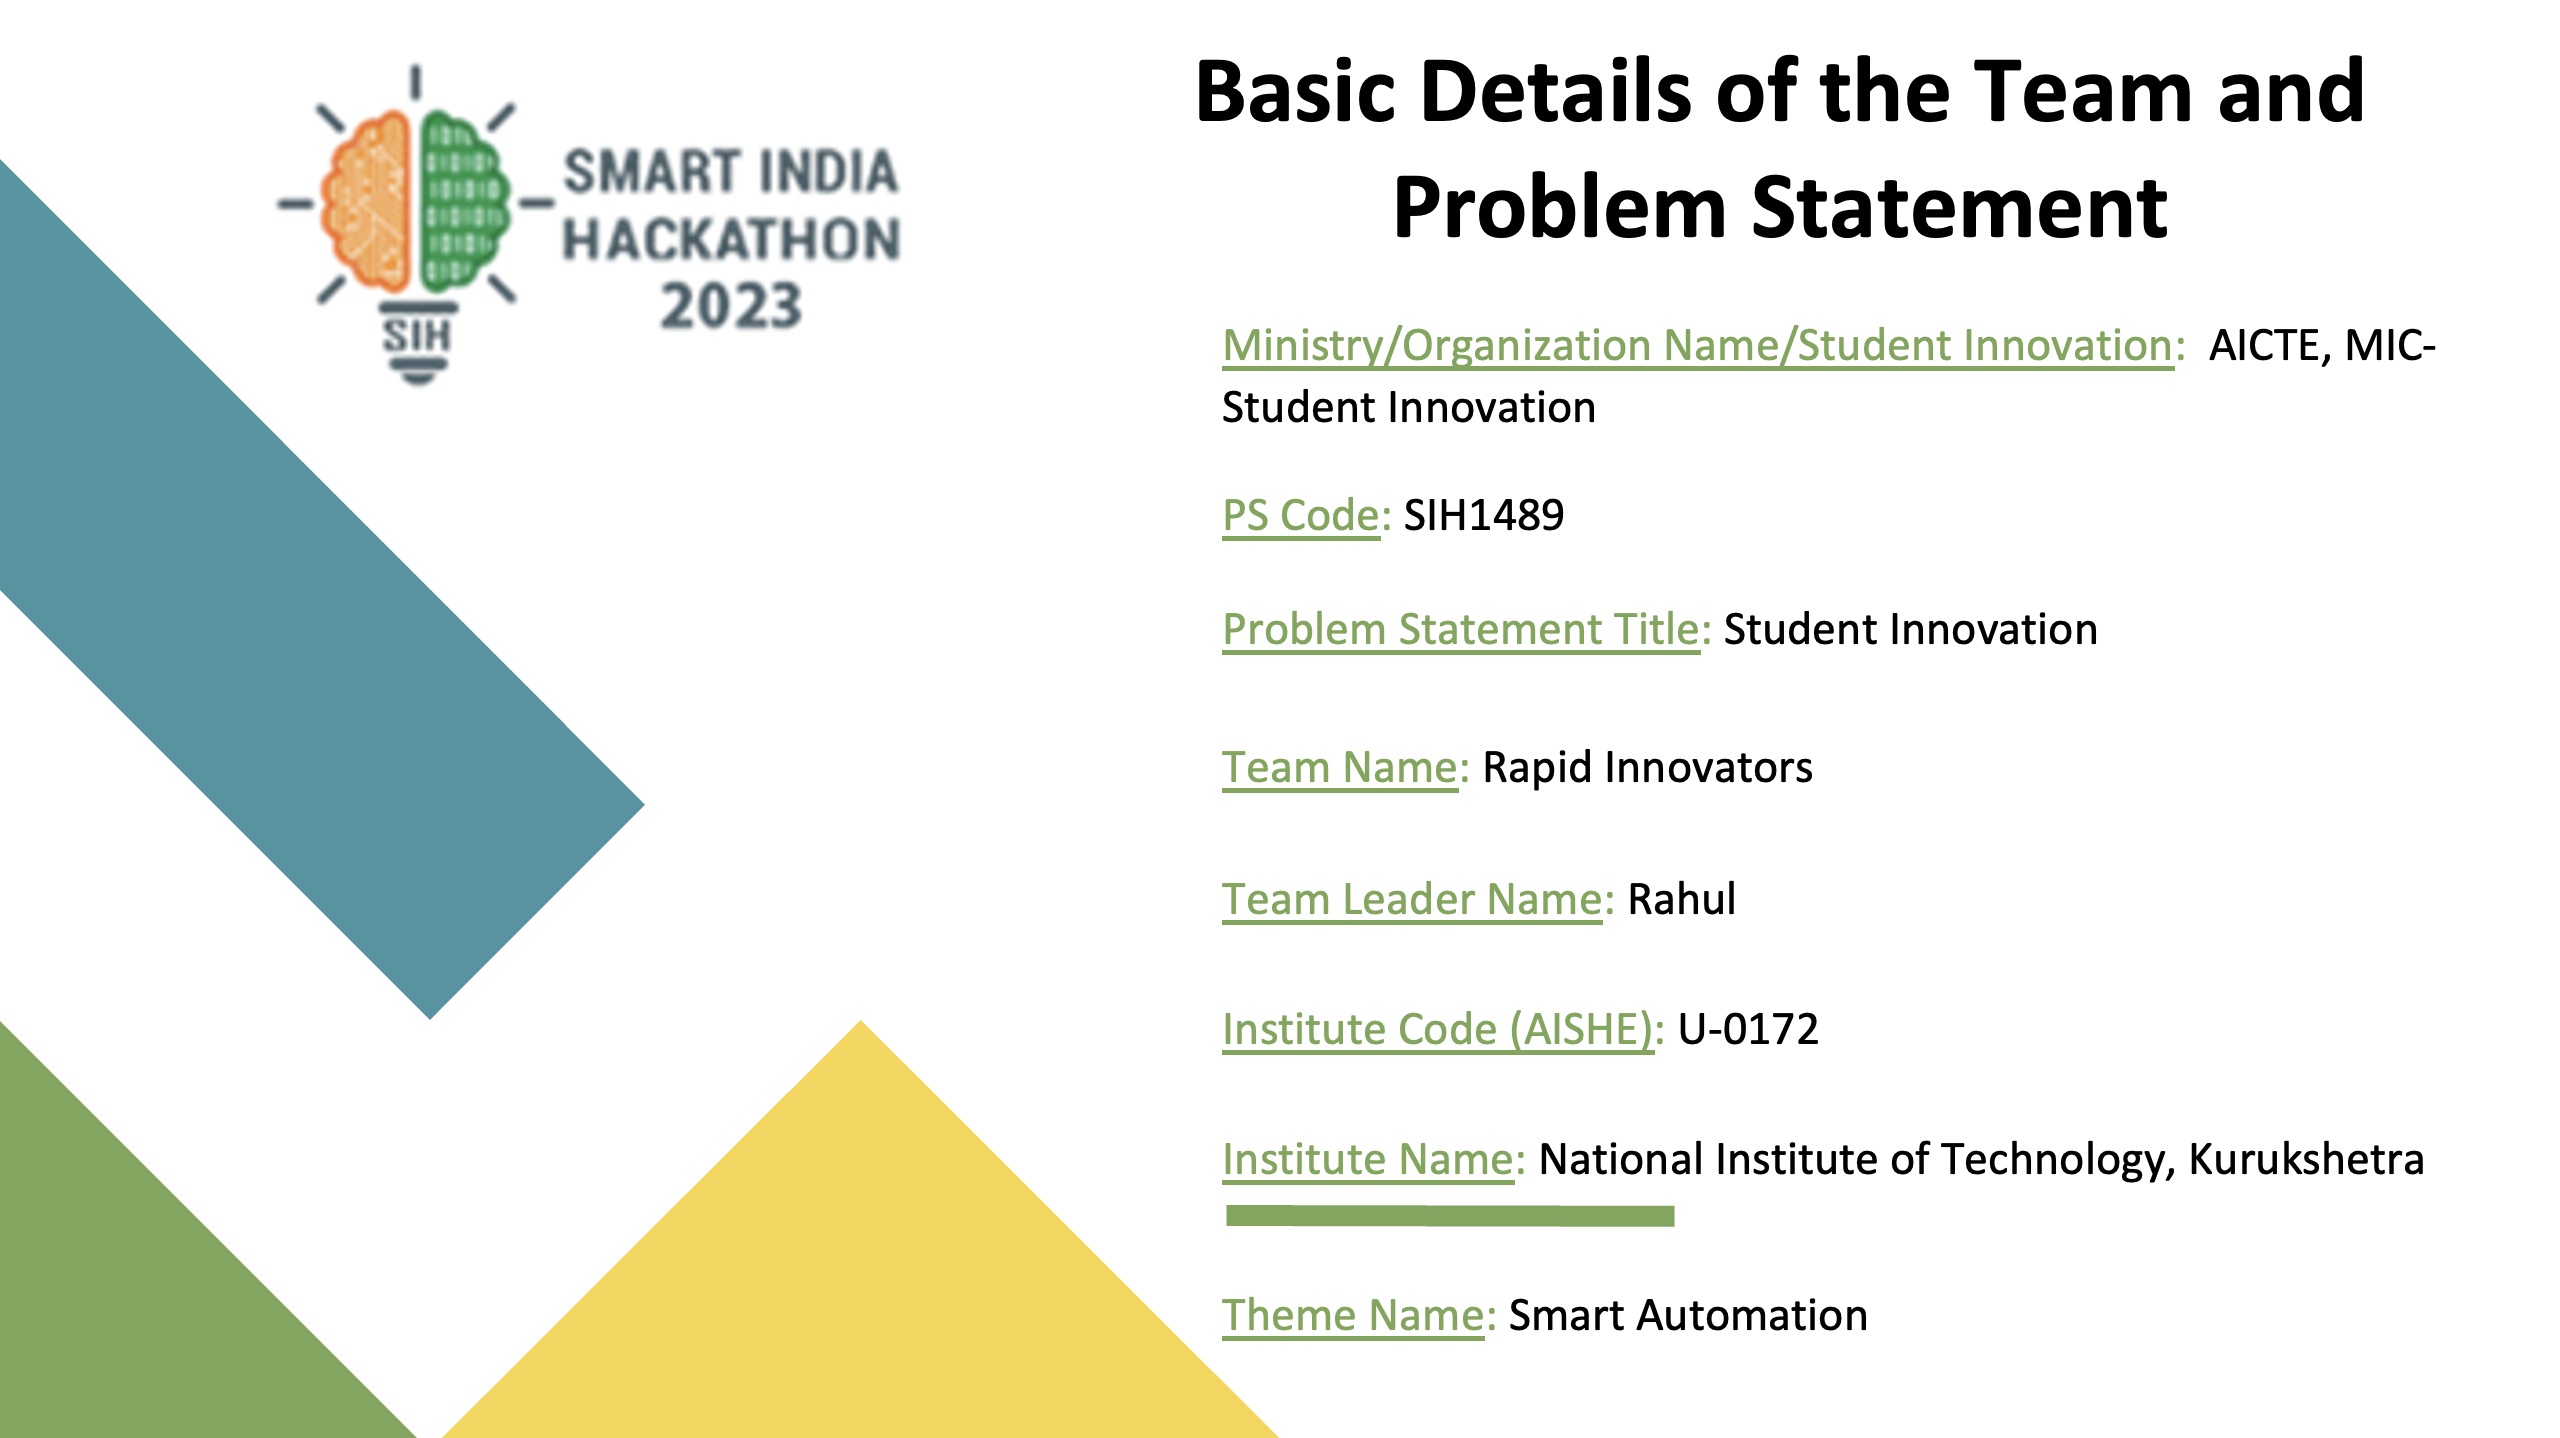 SMART INDIA
HACKATHON
2023
SIH
Basic Details of the Team and
Problem Statement
Ministry/Organization Name/Student Innovation:  AICTE, MIC-
Student Innovation
PS Code: SIH1489
Problem Statement Title: Student Innovation
Team Name: Rapid Innovators
Team Leader Name: Rahul
Institute Code (AISHE): U-0172
Institute Name: National Institute of Technology, Kurukshetra
Theme Name: Smart Automation